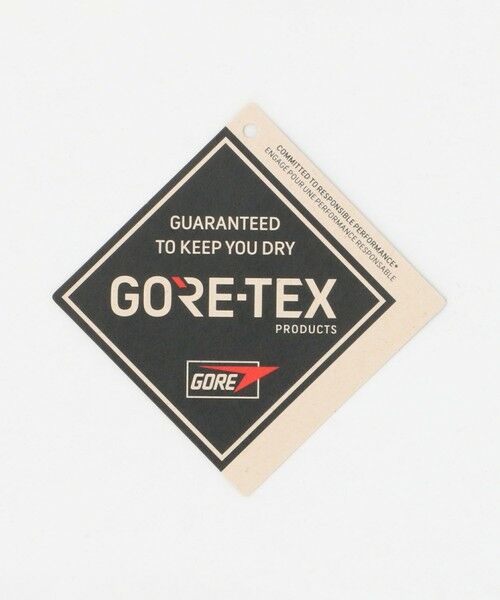 COMMITTED TO RESPONSIBLE PERFORMANCE*
ENGAGÉ POUR UNE PERFORMANCE RESPONSABLE
GUARANTEED
TO KEEP YOU DRY
GORE-TEX
PRODUCTS
GORE